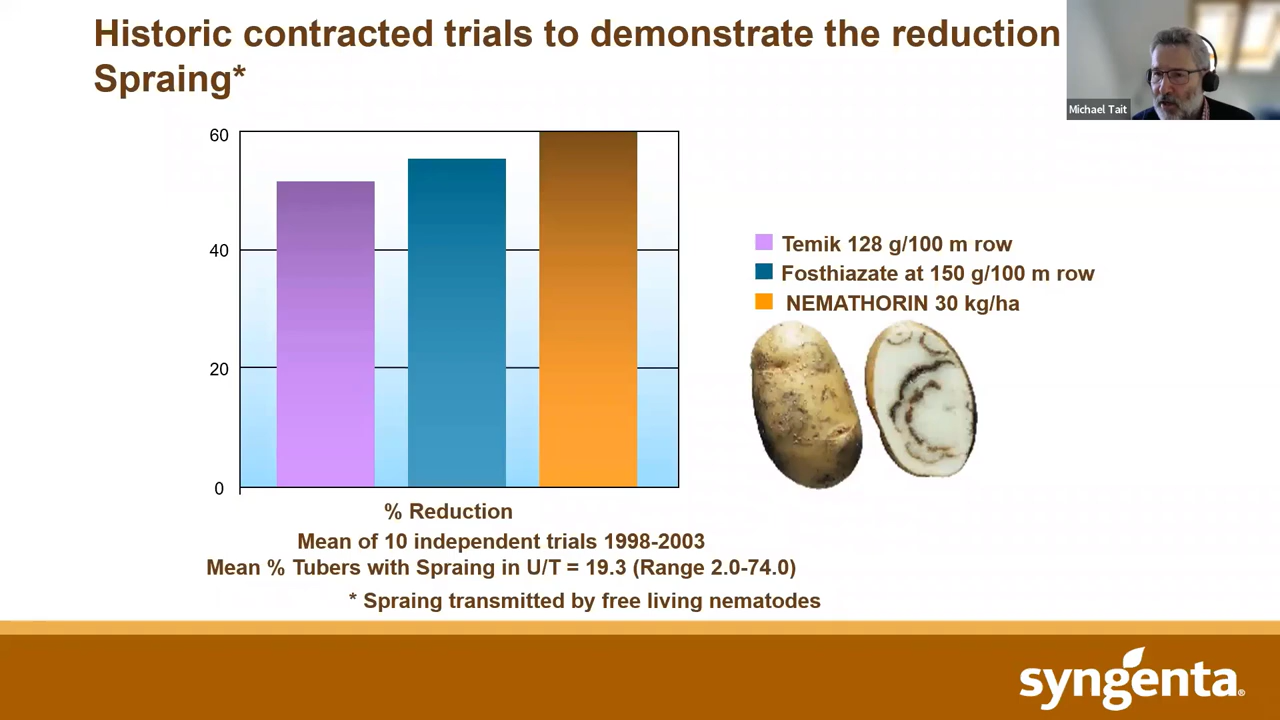 Historic contracted trials to demonstrate the reduction
Spraing*
Michael Tait
60
40
20
0
Temik 128 g/100 m row
Fosthiazate at 150 g/100 m row
NEMATHORIN 30 kg/ha
% Reduction
Mean of 10 independent trials 1998-2003
Mean % Tubers with Spraing in U/T = 19.3 (Range 2.0-74.0)
* Spraing transmitted by free living nematodes
syngenta®